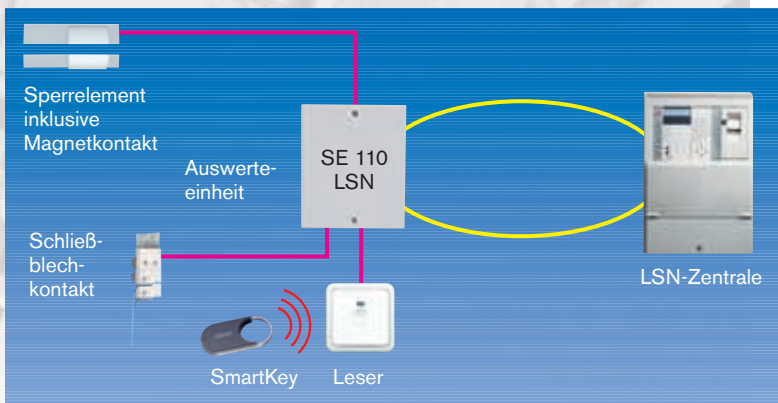 Sperrelement
inklusive
Magnetkontakt
Auswerte-
einheit
SE 110
LSN
Schließ-
blech-
kontakt
LSN-Zentrale
SmartKey
Leser